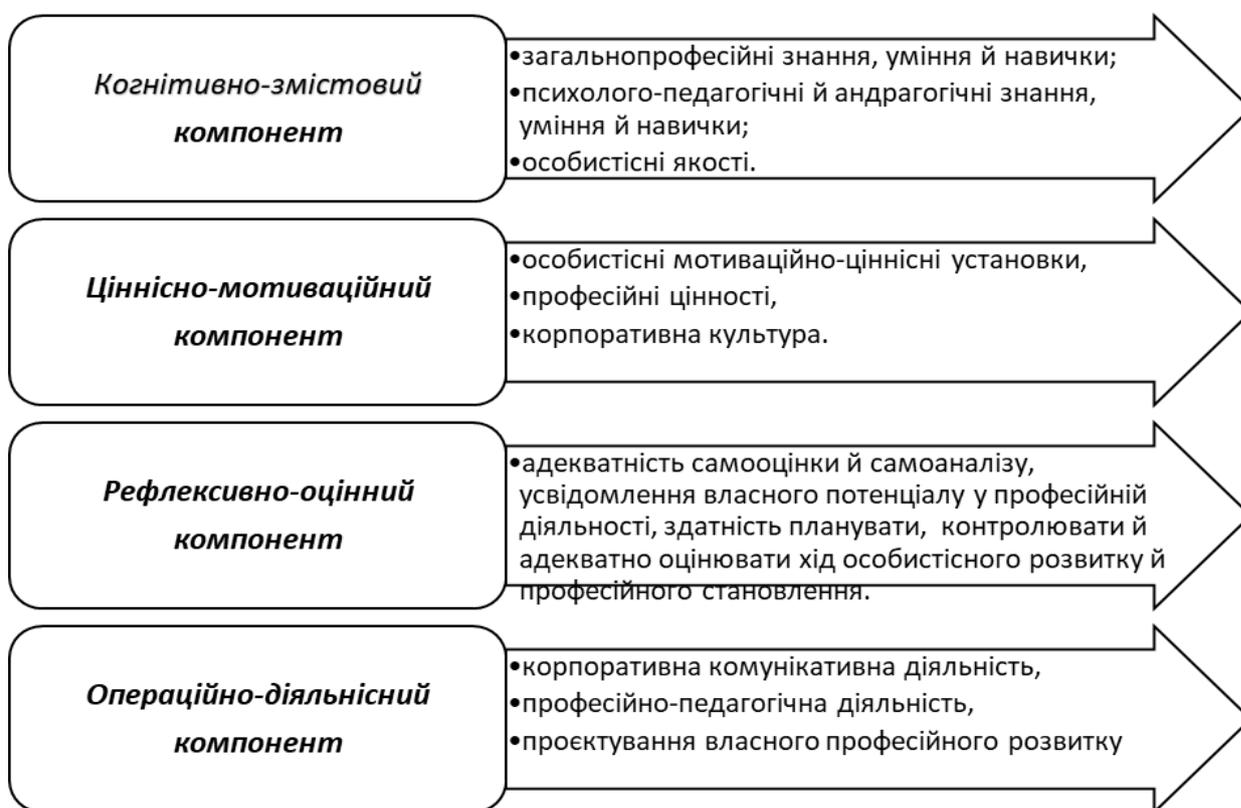 Когнітивно-змістовий
компонент
•загальнопрофесійні знання, уміння й навички;
•психолого-педагогічні й андрагогічні знання,
уміння й навички;
•особистісні якості.
Ціннісно-мотиваційний
компонент
•особистісні мотиваційно-ціннісні установки,
•професійні цінності,
•корпоративна культура.
Рефлексивно-оцінний
компонент
•адекватність самооцінки й самоаналізу,
усвідомлення власного потенціалу у професійній
діяльності, здатність планувати, контролювати й
адекватно оцінювати хід особистісного розвитку й
професійного становлення.
Операційно-діяльнісний
компонент
•корпоративна комунікативна діяльність,
•професійно-педагогічна діяльність,
•проєктування власного професійного розвитку